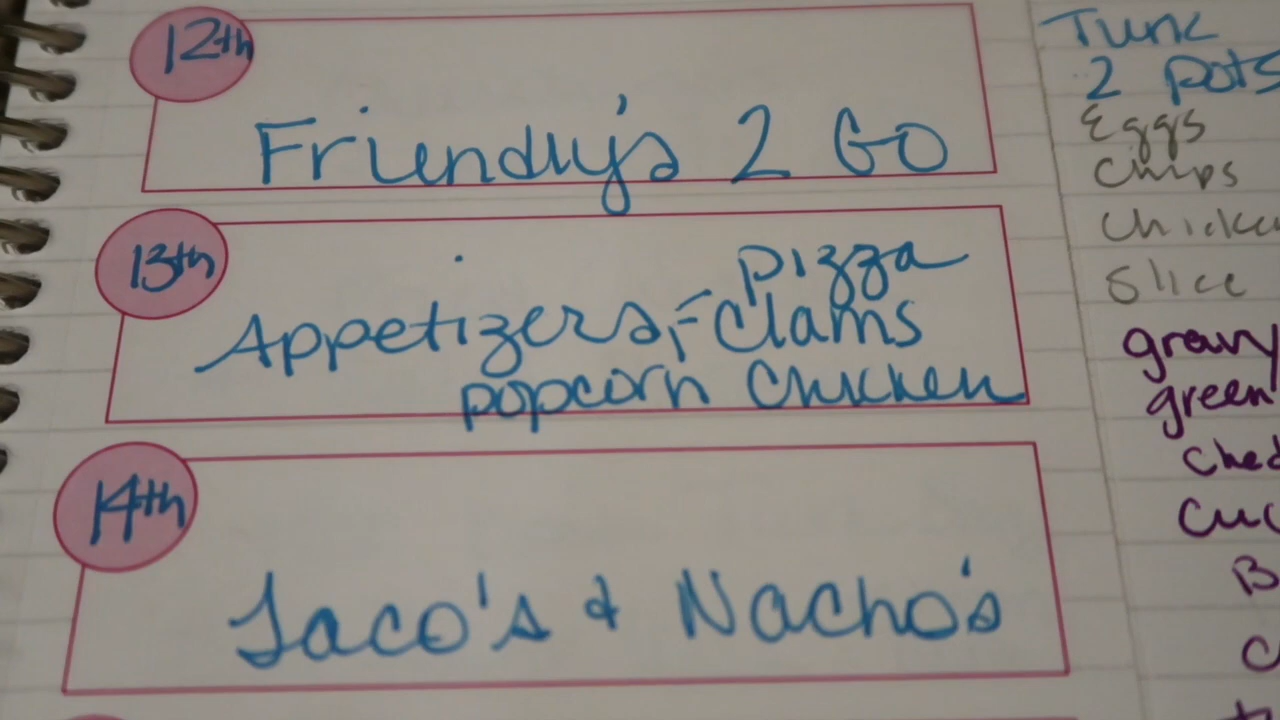 12th
Friendly's 2 Go
13th
pizza
Appetizers,-Clams
popcorn Chicken
14th
Taco's & Nacho's
Tunk
2 pots
Eggs
Chips
Slice
gravy
green